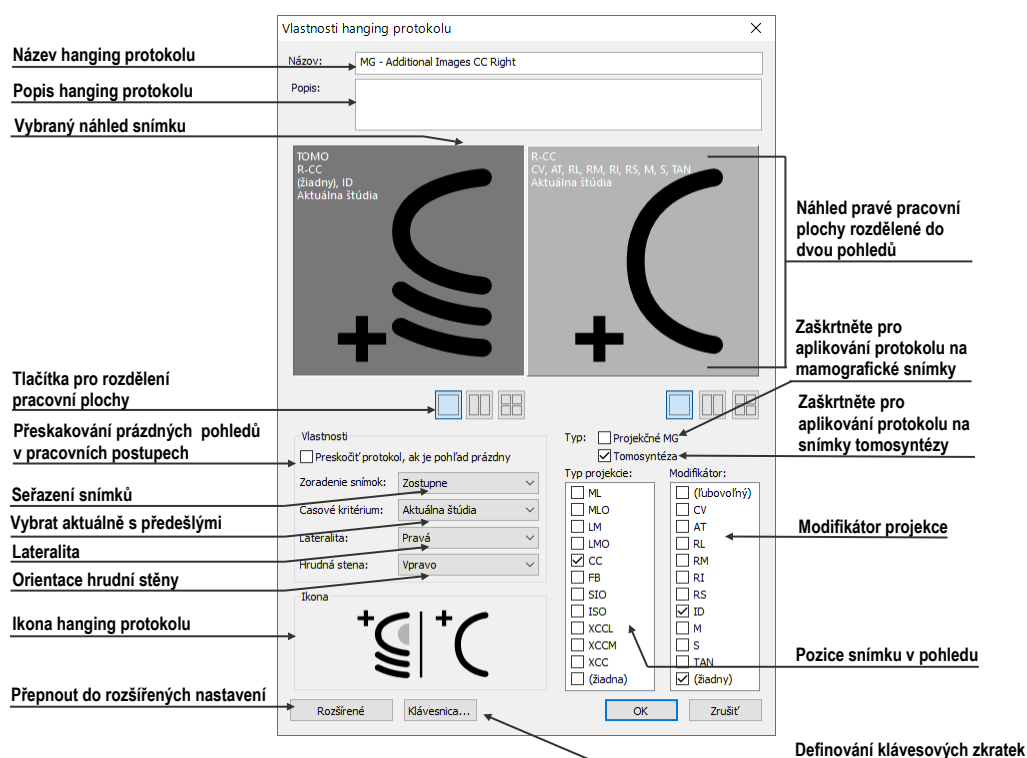 Vlastnosti hanging protokolu
Název hanging protokolu
Názov:
MG - Additional Images CC Right
Popis hanging protokolu
Popis:
Vybraný náhled snímku
TOMO
R-CC
(žiadny), ID
Aktuálna štúdia
R-CC
CV, AT, RL, RM, RI, RS, M, S, TAN
Aktuálna štúdia
Náhled pravé pracovní
plochy rozdělené do
dvou pohledů
Zaškrtněte pro
aplikování protokolu na
mamografické snímky
Tlačítka pro rozdělení
pracovní plochy
Zaškrtněte pro
aplikování protokolu na
snímky tomosyntézy
Přeskakování prázdných pohledů
v pracovních postupech
Vlastnosti
Preskočiť protokol, ak je pohľad prázdny
Typ:
Projekčné MG
Tomosyntéza
Seřazení snímků
Zoradenie snímok:
Zostupne
Vybrat aktuálně s předešlými
Casové kritérium:
Aktuálna štúdia
Lateralita
Lateralita:
Pravá
Orientace hrudní stěny
Hrudná stena:
Vpravo
Typ projekcie:
ML
MLO
LM
LMO
CC
FB
SIO
ISO
XCCL
XCCM
XCC
(žiadna)
Modifikátor:
(ľubovoľný)
CV
AT
RL
RM
RI
RS
ID
M
S
TAN
(žiadny)
Modifikátor projekce
Ikona hanging protokolu
Ikona
Pozice snímku v pohledu
Přepnout do rozšířených nastavení
Rozšírené
Klávesnica...
OK
Zrušiť
Definování klávesových zkratek